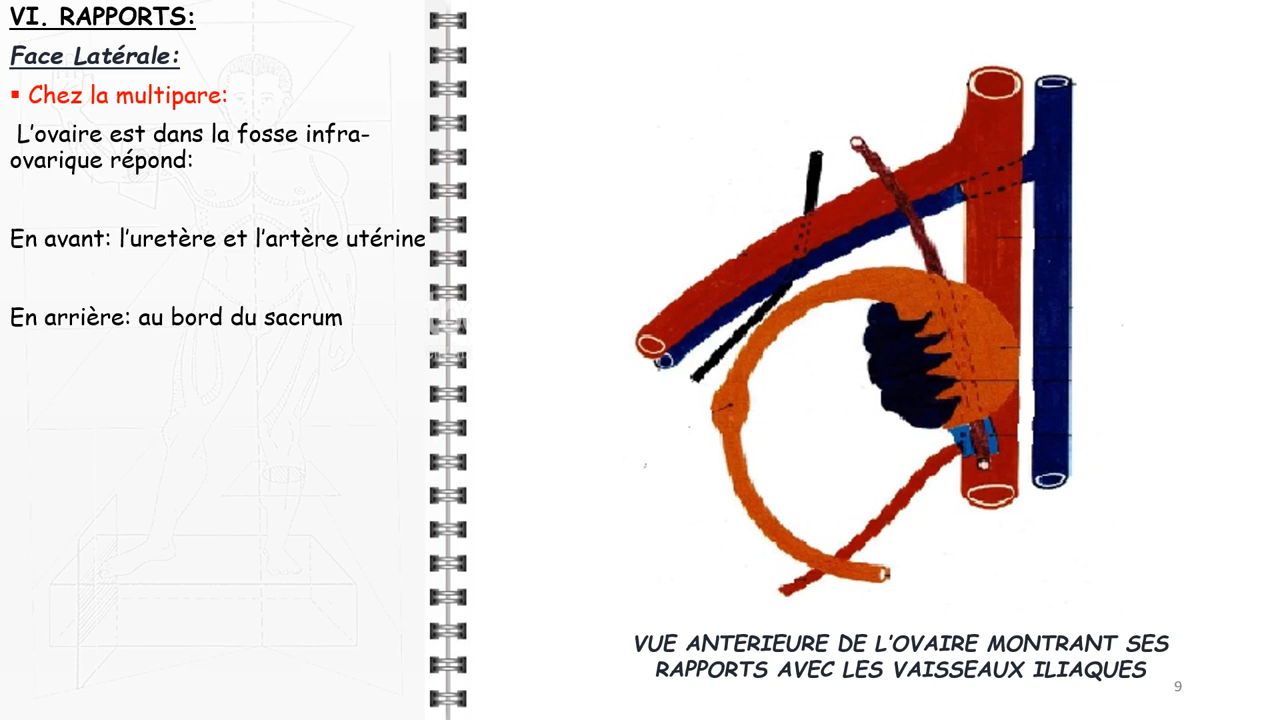 VI. RAPPORTS:
Face Latérale:
▪ Chez la multipare:
L'ovaire est dans la fosse infra-
ovarique répond:
En avant: l'uretère et l'artère utérine
En arrière: au bord du sacrum
VUE ANTERIEURE DE L'OVAIRE MONTRANT SES
RAPPORTS AVEC LES VAISSEAUX ILIAQUES
9